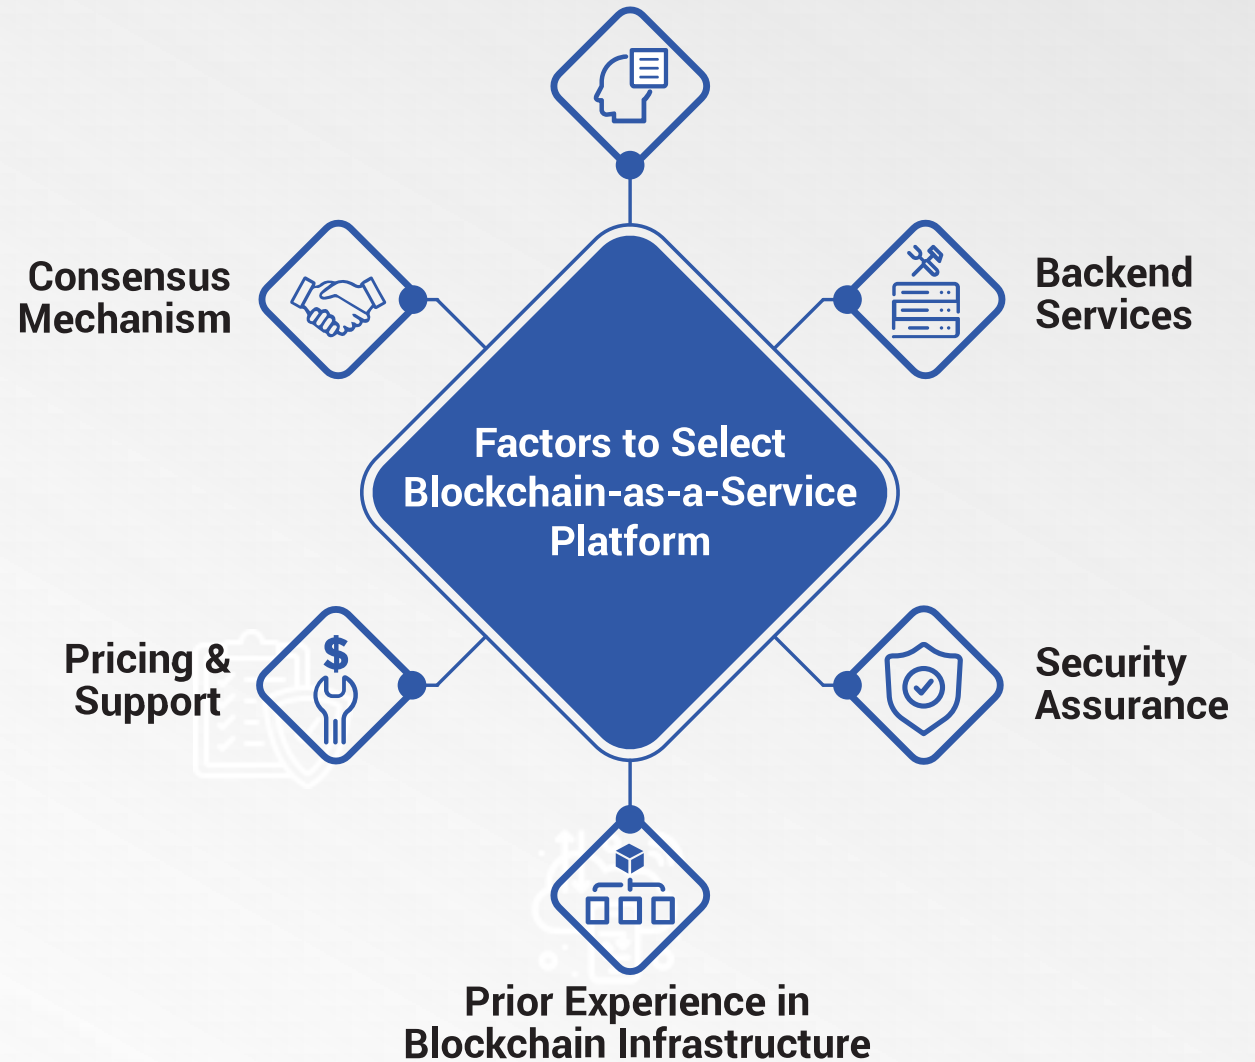 Consensus
Mechanism
Backend
Services
Factors to Select
Blockchain-as-a-Service
Platform
Pricing &
Support
$
Security
Assurance
Prior Experience in
Blockchain Infrastructure